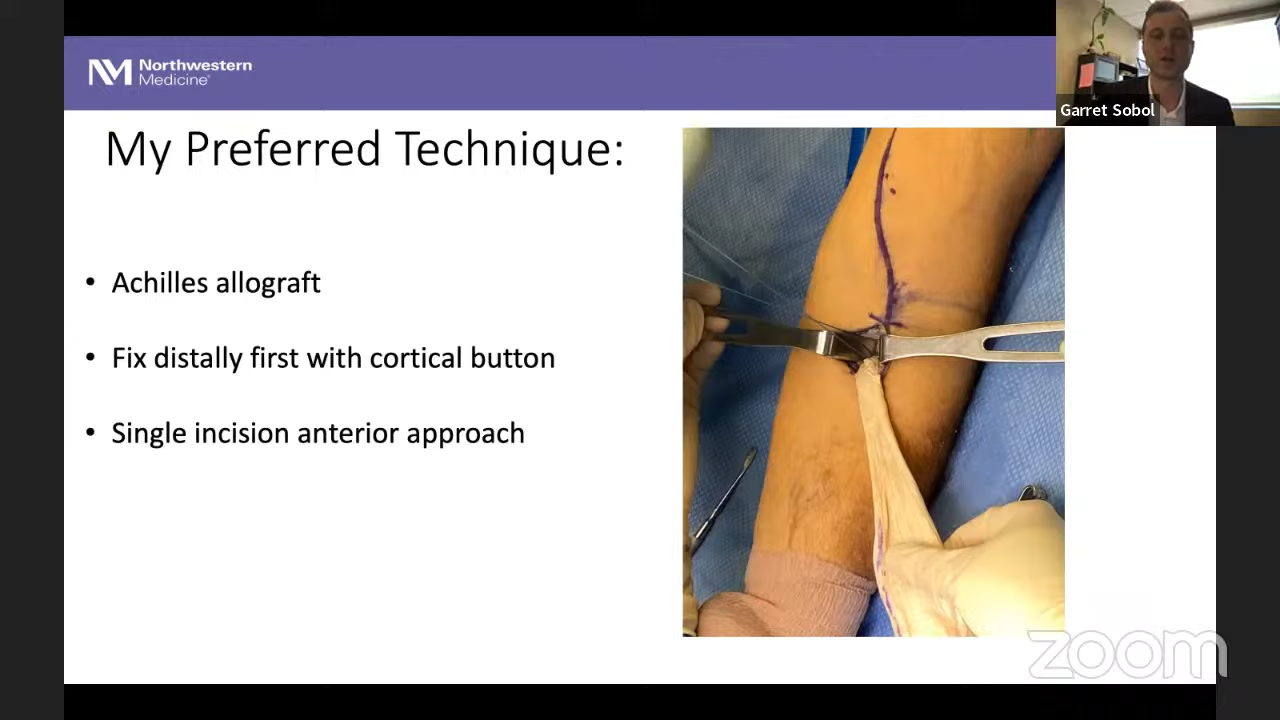 Northwestern
Medicine
Garret Sobol
My Preferred Technique:
• Achilles allograft
• Fix distally first with cortical button
• Single incision anterior approach
zoom